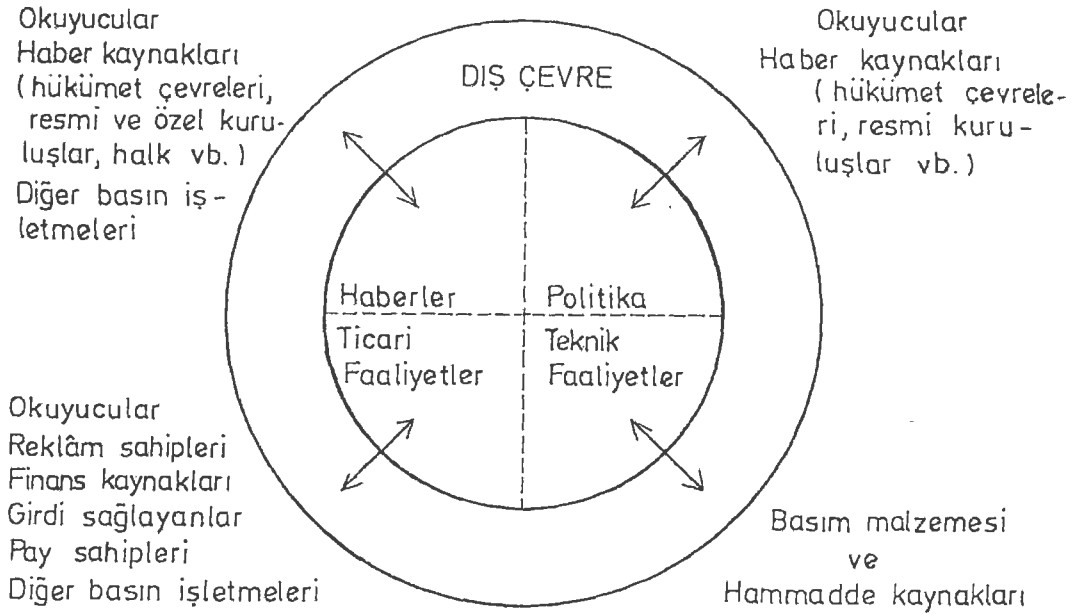 Okuyucular
Haber kaynakları
(hükümet çevreleri,
resmi ve özel kuru-
luşlar, halk vb.)
Diğer basın iş-
letmeleri
DIŞ ÇEVRE
Okuyucular
Haber kaynakları
(hükümet çevrele-
ri, resmi kuru-
luşlar vb.)
Haberler
Politika
Ticari
Faaliyetler
Teknik
Faaliyetler
Okuyucular
Reklâm sahipleri
Finans kaynakları
Girdi sağlayanlar
Pay sahipleri
Diğer basın işletmeleri
Basım malzemesi
ve
Hammadde kaynakları